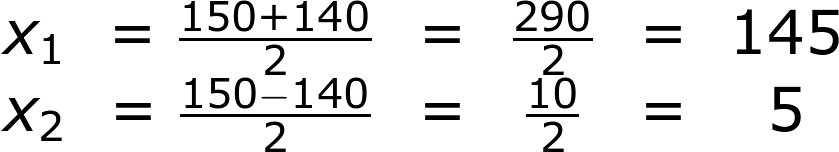 x₁ = (150+140)/2 = 290/2 = 145
x₂ = (150−140)/2 = 10/2 = 5